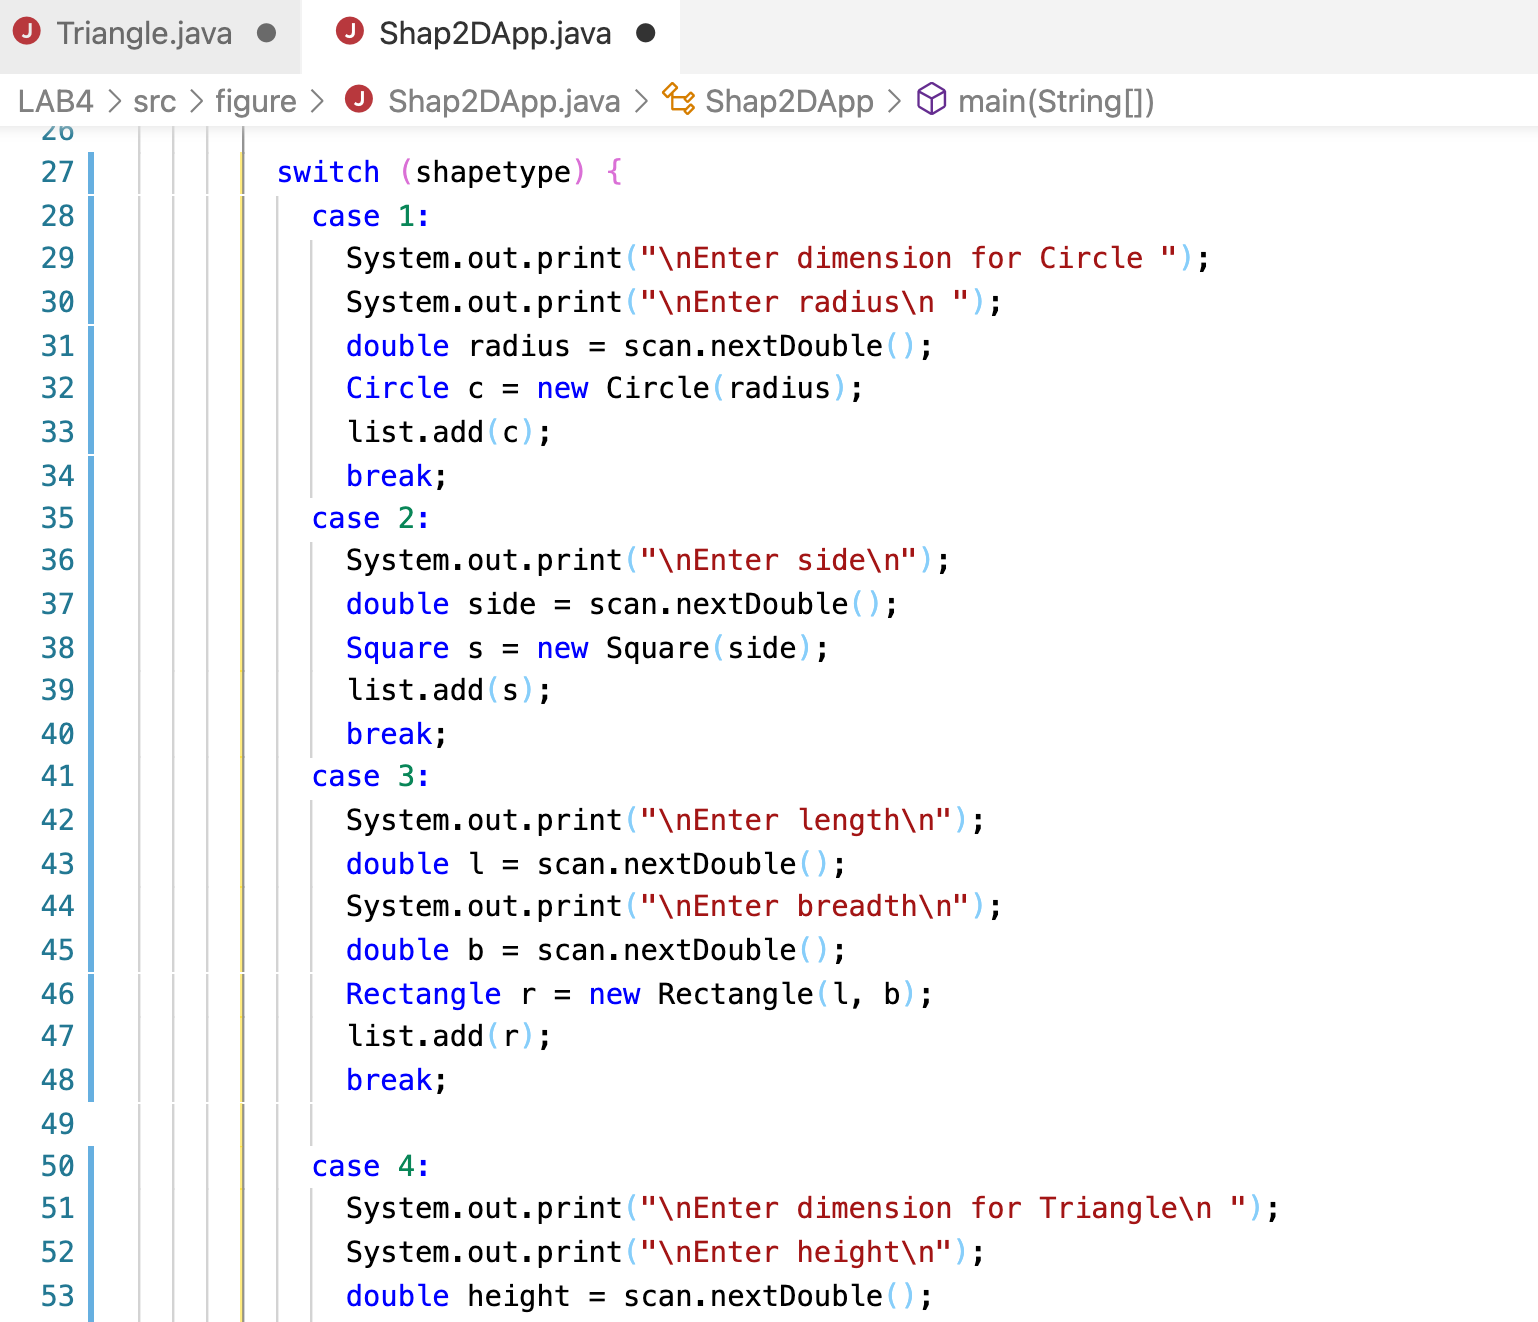 Triangle.java Shap2DApp.java
LAB4 > src > figure > Shap2DApp.java > Shap2DApp > main(String[])
26
27 switch (shapetype) {
28 case 1:
29 System.out.print("\nEnter dimension for Circle ");
30 System.out.print("\nEnter radius\n ");
31 double radius = scan.nextDouble();
32 Circle c = new Circle(radius);
33 list.add(c);
34 break;
35 case 2:
36 System.out.print("\nEnter side\n");
37 double side = scan.nextDouble();
38 Square s = new Square(side);
39 list.add(s);
40 break;
41 case 3:
42 System.out.print("\nEnter length\n");
43 double l = scan.nextDouble();
44 System.out.print("\nEnter breadth\n");
45 double b = scan.nextDouble();
46 Rectangle r = new Rectangle(l, b);
47 list.add(r);
48 break;
49
50 case 4:
51 System.out.print("\nEnter dimension for Triangle\n ");
52 System.out.print("\nEnter height\n");
53 double height = scan.nextDouble();